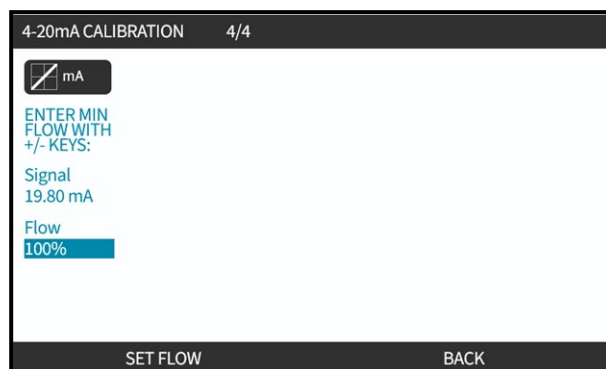 4-20mA CALIBRATION 4/4
mA
ENTER MIN
FLOW WITH
+/- KEYS:
Signal
19.80 mA
Flow
100%
SET FLOW BACK